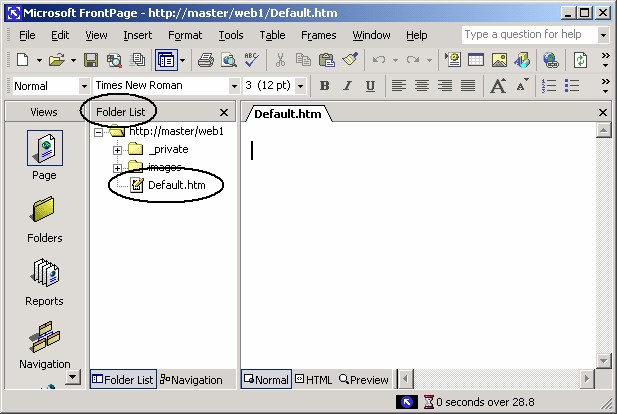 Microsoft FrontPage - http://master/web1/Default.htm
File Edit View Insert Format Tools Table Frames Window Help Type a question for help
Normal Times New Roman 3 (12 pt) B I U A A
Views Folder List Default.htm
http://master/web1
_private
images
Default.htm
Page
Folders
Reports
Navigation
Folder List Navigation Normal HTML Preview
0 seconds over 28.8